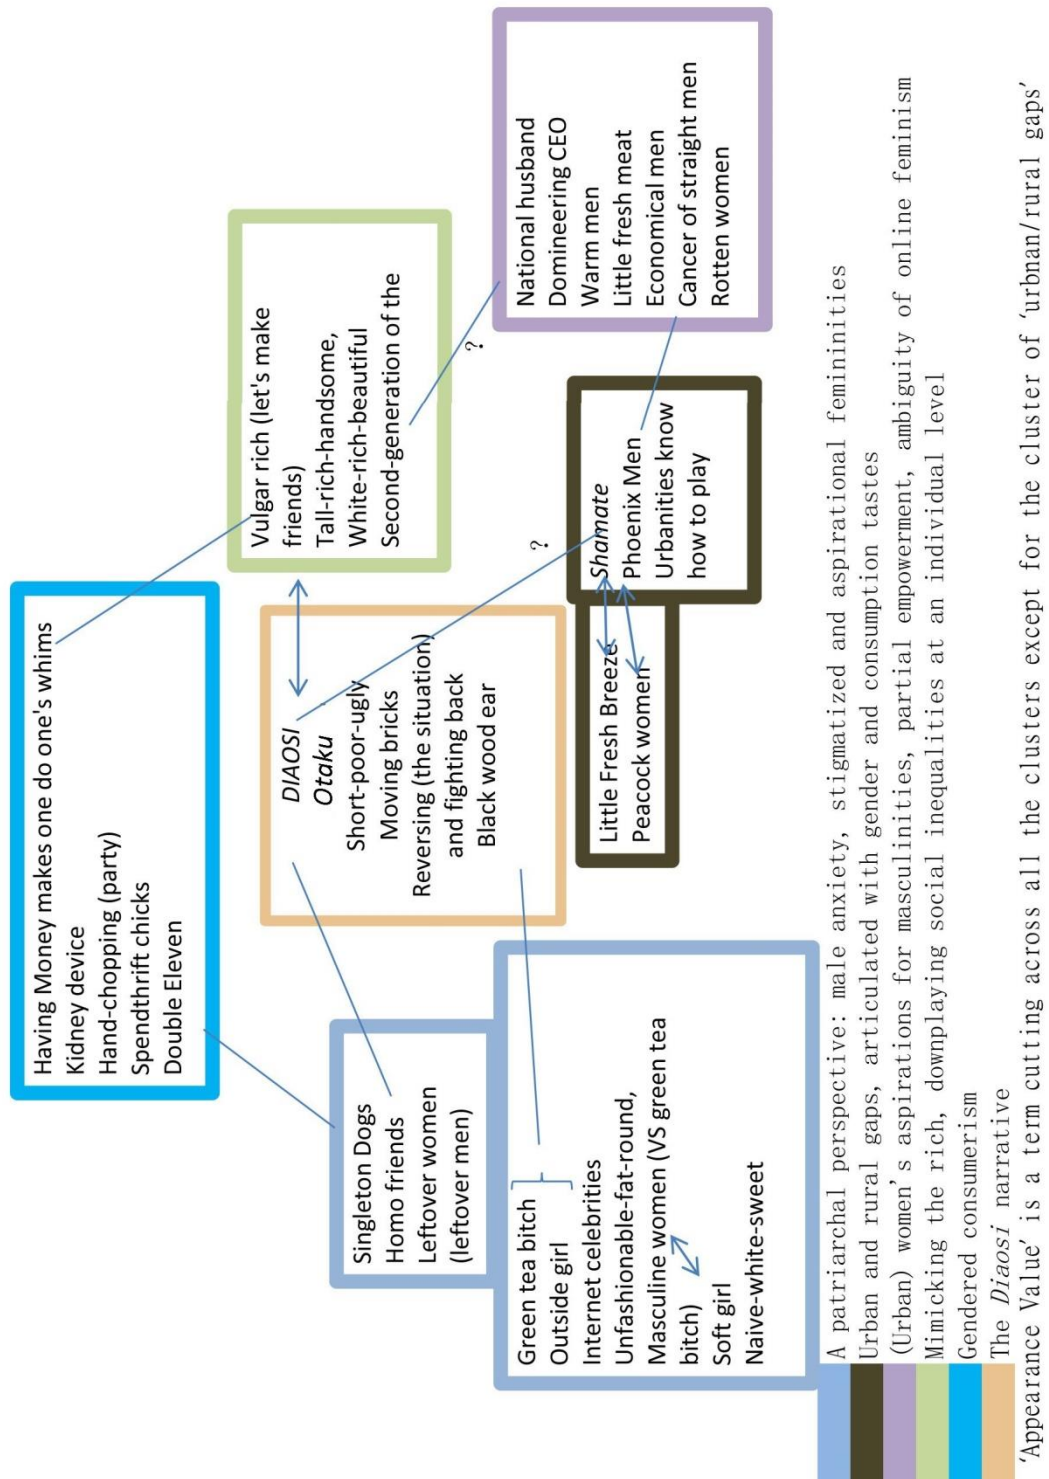 Having Money makes one do one's whims
Kidney device
Hand-chopping (party)
Spendthrift chicks
Double Eleven
Vulgar rich (let's make
friends)
Tall-rich-handsome,
White-rich-beautiful
Second-generation of the
DIAOSI
Otaku
Short-poor-ugly
Moving bricks
Reversing (the situation)
and fighting back
Black wood ear
Singleton Dogs
Homo friends
Leftover women
(leftover men)
?
National husband
Domineering CEO
Warm men
Little fresh meat
Economical men
Cancer of straight men
Rotten women
?
Green tea bitch
Outside girl
Internet celebrities
Unfashionable-fat-round,
Masculine women (VS green tea
bitch)
Soft girl
Naive-white-sweet
Little Fresh Breeze
Peacock women
Shamate
Phoenix Men
Urbanities know
how to play
A patriarchal perspective: male anxiety, stigmatized and aspirational femininities
Urban and rural gaps, articulated with gender and consumption tastes
(Urban) women's aspirations for masculinities, partial empowerment, ambiguity of online feminism
Mimicking the rich, downplaying social inequalities at an individual level
Gendered consumerism
The Diaosi narrative
'Appearance Value' is a term cutting across all the clusters except for the cluster of 'urbnan/rural gaps'